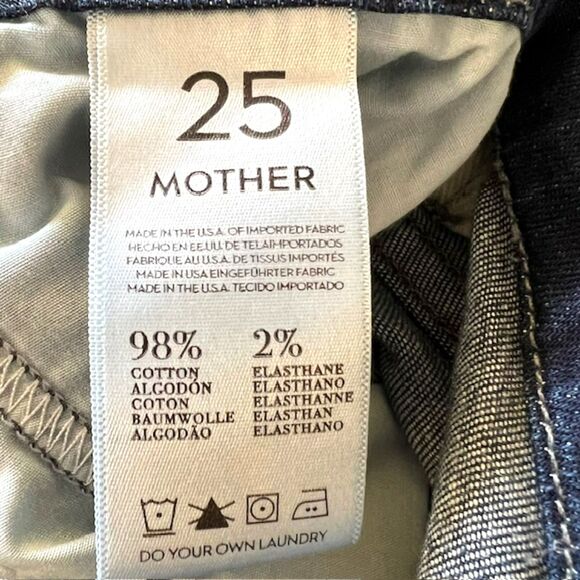 25
MOTHER
MADE IN THE U.S.A. OF IMPORTED FABRIC
HECHO EN EE.UU. DE TELAIMPORTADOS
FABRIQUE AU U.S.A. DE TISSUS IMPORTÉS
MADE IN USA EINGEFÜHRTER FABRIC
MADE IN THE U.S.A. TECIDO IMPORTADO
98% 2%
COTTON ELASTHANE
ALGODÓN ELASTHANO
COTON ELASTHANNE
BAUMWOLLE ELASTHAN
ALGODÃO ELASTHANO
DO YOUR OWN LAUNDRY